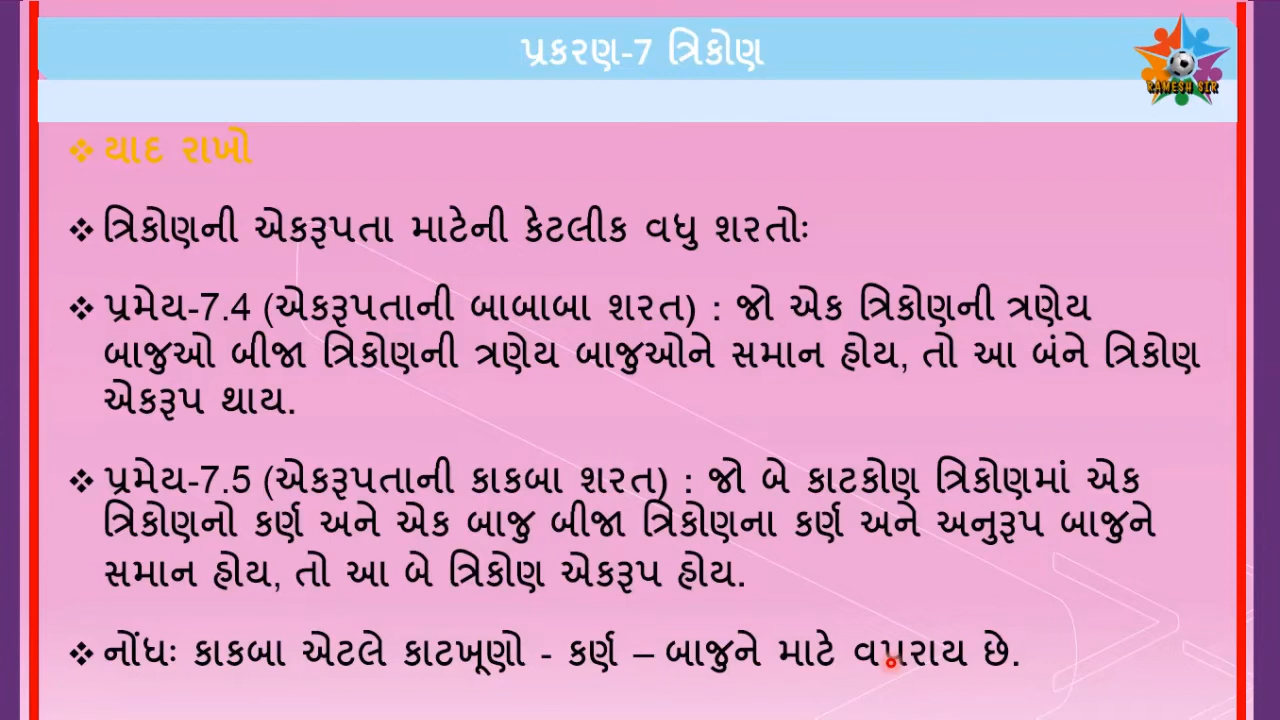 પ્રકરણ-7 ત્રિકોણ
RAMESH SIR
❖ યાદ રાખો
❖ ત્રિકોણની એકરૂપતા માટેની કેટલીક વધુ શરતોઃ
❖ પ્રમેય-7.4 (એકરૂપતાની બાબાબા શરત) : જો એક ત્રિકોણની ત્રણેય
બાજુઓ બીજા ત્રિકોણની ત્રણેય બાજુઓને સમાન હોય, તો આ બંને ત્રિકોણ
એકરૂપ થાય.
❖ પ્રમેય-7.5 (એકરૂપતાની કાકબા શરત) : જો બે કાટકોણ ત્રિકોણમાં એક
ત્રિકોણનો કર્ણ અને એક બાજુ બીજા ત્રિકોણના કર્ણ અને અનુરૂપ બાજુને
સમાન હોય, તો આ બે ત્રિકોણ એકરૂપ હોય.
❖ નોંધઃ કાકબા એટલે કાટખૂણો - કર્ણ – બાજુને માટે વપરાય છે.